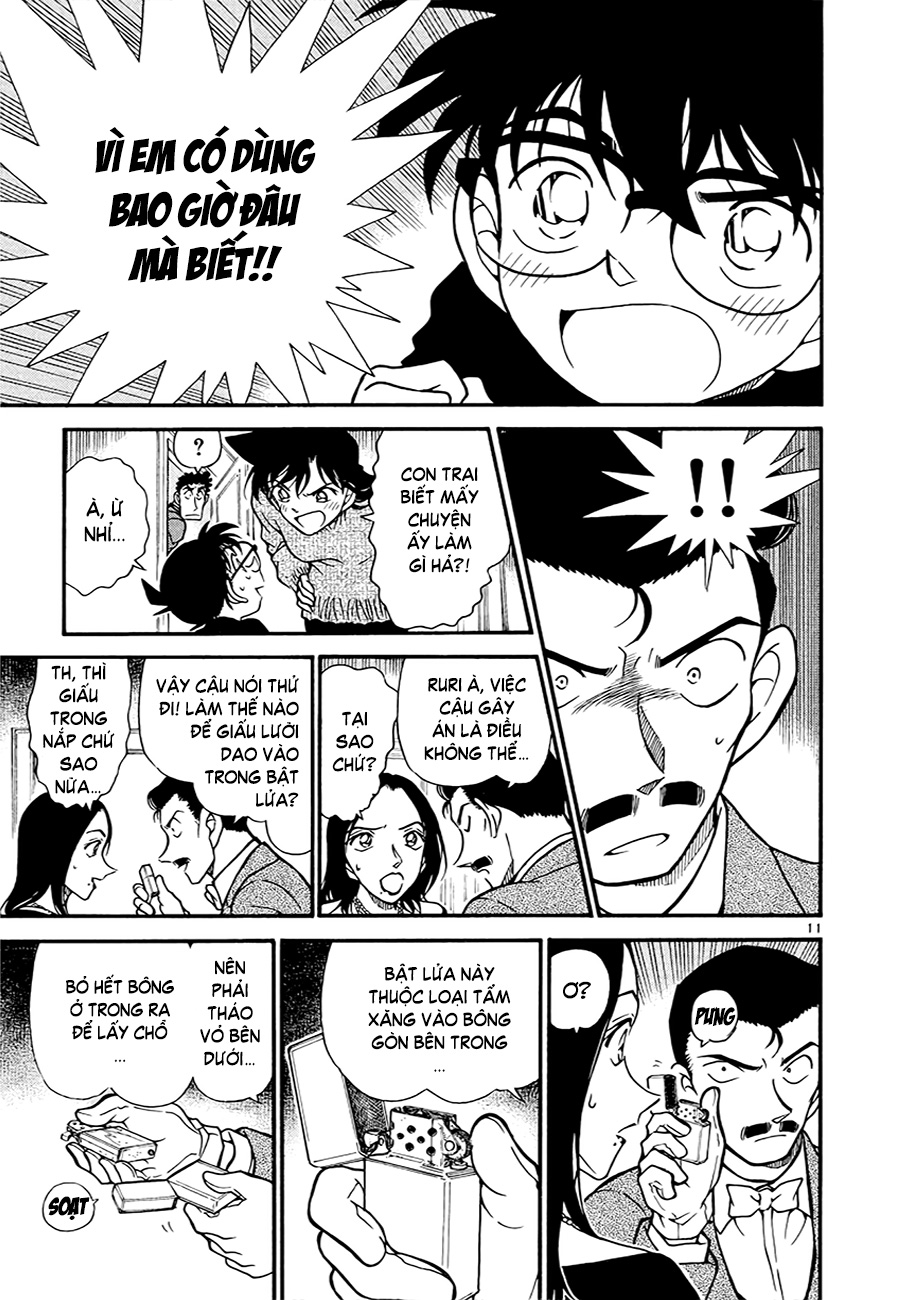 VÌ EM CÓ DÙNG
BAO GIỜ ĐÂU
MÀ BIẾT!!
!!
CON TRAI
BIẾT MẤY
CHUYỆN
ẤY LÀM
GÌ HẢ?!
?
À, Ừ
NHỈ...
RURI À, VIỆC
CẬU GÂY
ÁN LÀ ĐIỀU
KHÔNG THỂ...
TẠI
SAO
CHỨ?
VẬY CÂU NÓI THỨ
ĐI! LÀM THẾ NÀO
ĐỂ GIẤU LƯỠI
DAO VÀO
TRONG BẬT
LỬA?
TH, THÌ
GIẤU
TRONG
NẮP CHỨ
SAO
NỮA...
11
PƯNG
Ơ?
BẬT LỬA NÀY
THUỘC LOẠI TẨM
XĂNG VÀO BÔNG
GÒN BÊN TRONG
...
NÊN
PHẢI
THÁO
VỎ BÊN
DƯỚI...
BỎ HẾT BÔNG
Ở TRONG RA
ĐỂ LẤY CHỖ
...
SOẠT